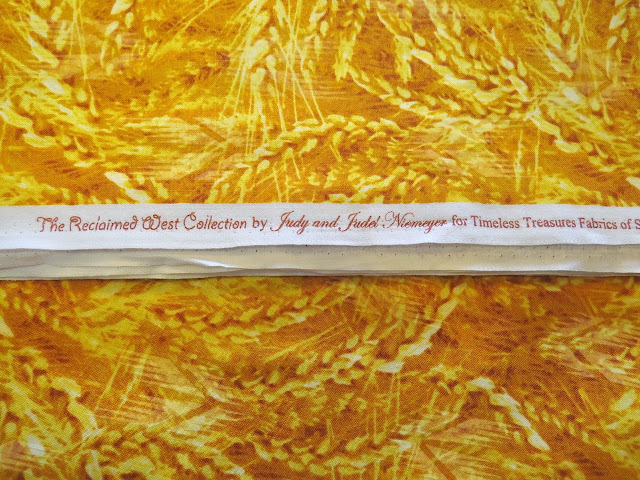 The Reclaimed West Collection by Judy and Judel Niemeyer for Timeless Treasures Fabrics of S